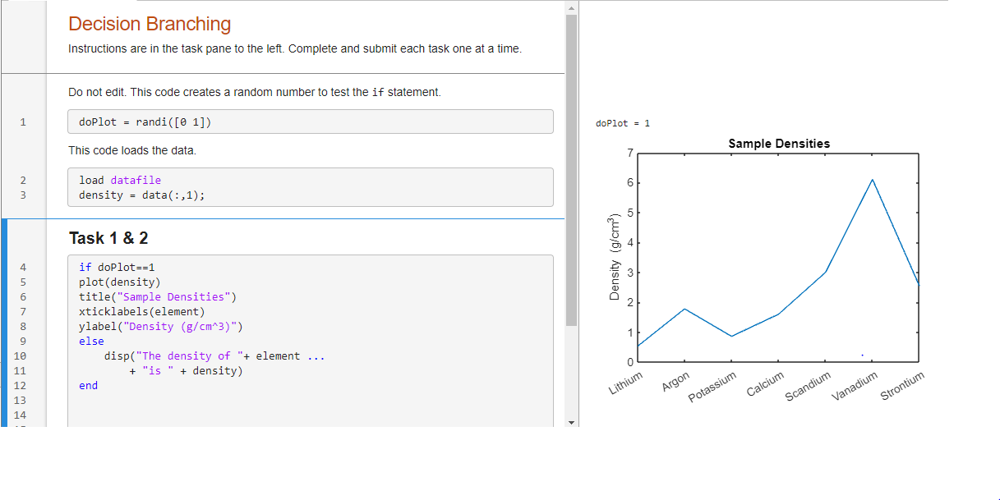 Decision Branching
Instructions are in the task pane to the left. Complete and submit each task one at a time.
Do not edit. This code creates a random number to test the if statement.
1 doPlot = randi([0 1])
This code loads the data.
2 load datafile
3 density = data(:,1);
Task 1 & 2
4 if doPlot==1
5 plot(density)
6 title("Sample Densities")
7 xticklabels(element)
8 ylabel("Density (g/cm^3)")
9 else
10 disp("The density of "+ element ...
11 + "is " + density)
12 end
13
14
doPlot = 1
Sample Densities
7
6
5
4
3
2
1
0
Density (g/cm³)
Lithium
Argon
Potassium
Calcium
Scandium
Vanadium
Strontium